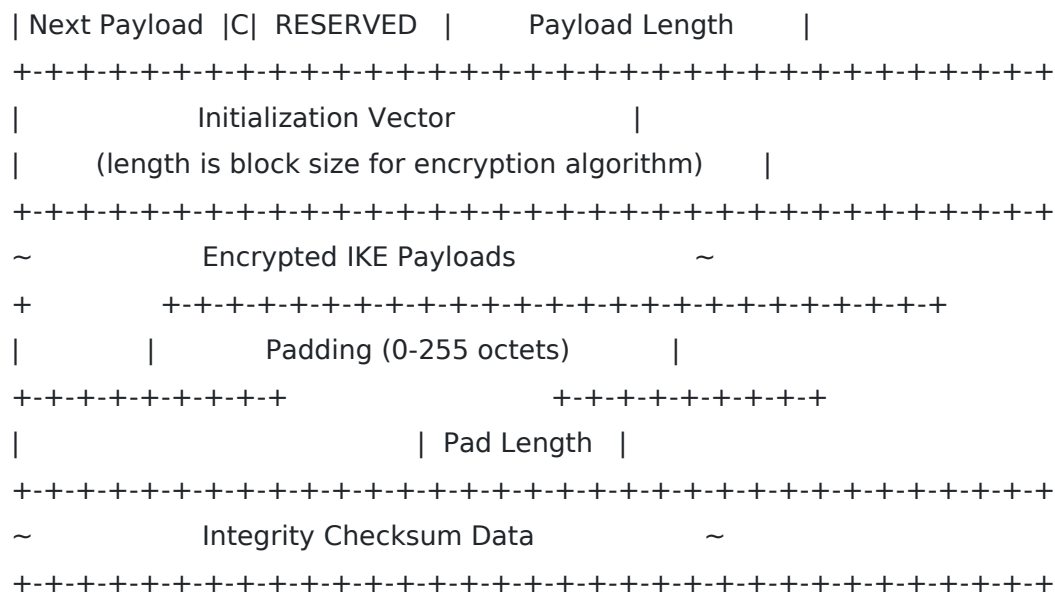 | Next Payload  |C|  RESERVED   |         Payload Length        |
+-+-+-+-+-+-+-+-+-+-+-+-+-+-+-+-+-+-+-+-+-+-+-+-+-+-+-+-+-+-+-+-+
|                     Initialization Vector                     |
|         (length is block size for encryption algorithm)       |
+-+-+-+-+-+-+-+-+-+-+-+-+-+-+-+-+-+-+-+-+-+-+-+-+-+-+-+-+-+-+-+-+
~                    Encrypted IKE Payloads                     ~
+               +-+-+-+-+-+-+-+-+-+-+-+-+-+-+-+-+-+-+-+-+-+-+-+-+
|               |             Padding (0-255 octets)            |
+-+-+-+-+-+-+-+-+                               +-+-+-+-+-+-+-+-+
|                                               |  Pad Length   |
+-+-+-+-+-+-+-+-+-+-+-+-+-+-+-+-+-+-+-+-+-+-+-+-+-+-+-+-+-+-+-+-+
~                    Integrity Checksum Data                    ~
+-+-+-+-+-+-+-+-+-+-+-+-+-+-+-+-+-+-+-+-+-+-+-+-+-+-+-+-+-+-+-+-+